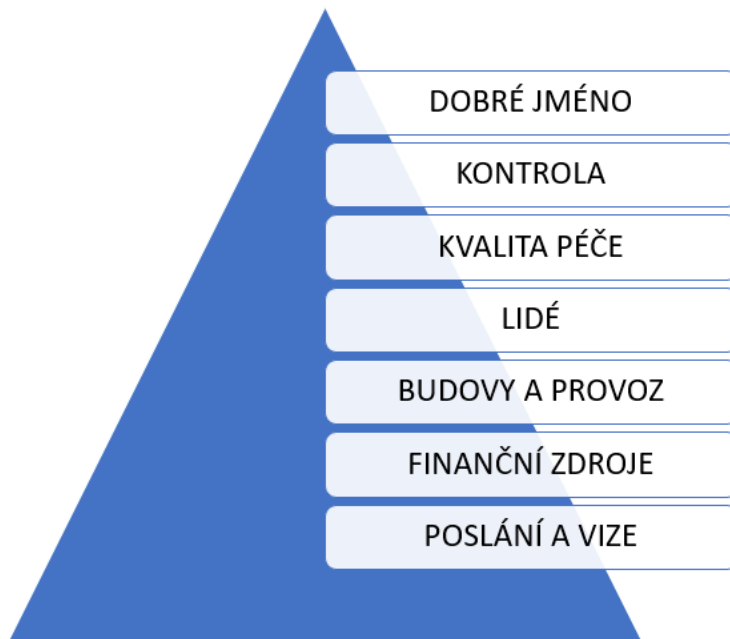 DOBRÉ JMÉNO
KONTROLA
KVALITA PÉČE
LIDÉ
BUDOVY A PROVOZ
FINANČNÍ ZDROJE
POSLÁNÍ A VIZE